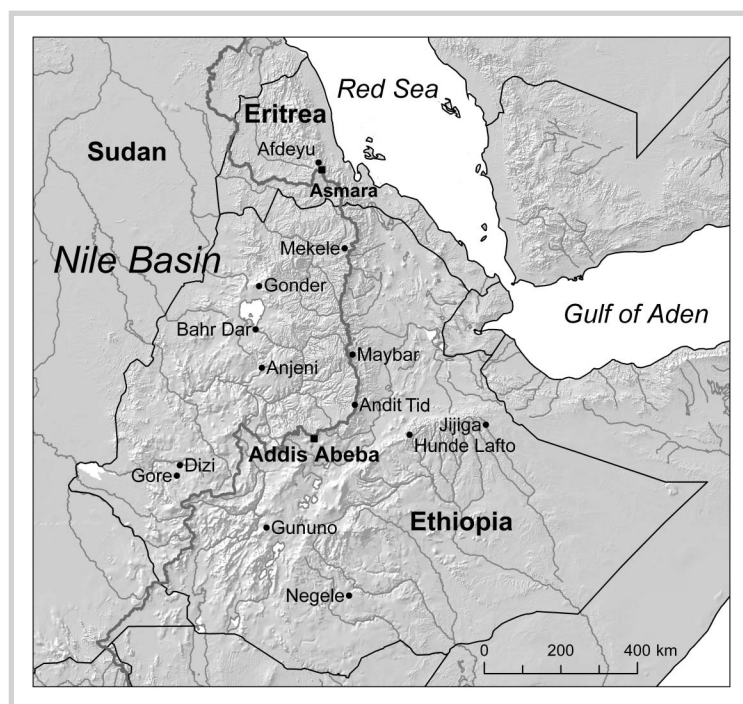 Red Sea
Eritrea
Sudan
Afdeyu
Asmara
Nile Basin
Mekele
Gonder
Gulf of Aden
Bahr Dar
Maybar
Anjeni
Andit Tid
Jijiga
Addis Abeba
Hunde Lafto
Dizi
Gore
Ethiopia
Gununo
Negele
0 200 400 km